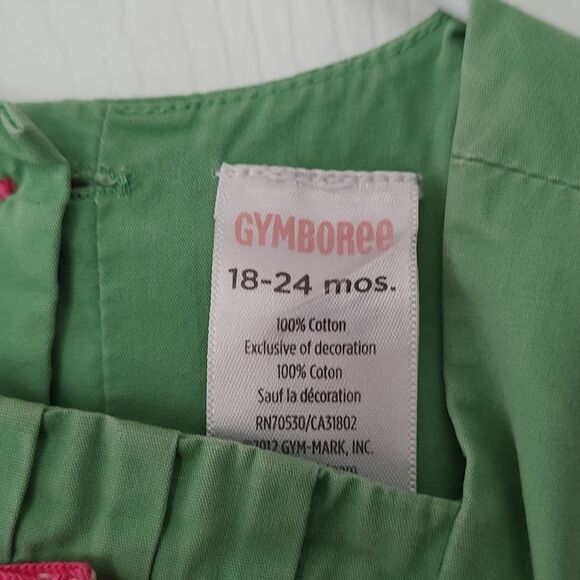 GYMBOREe
18-24 mos.
100% Cotton
Exclusive of decoration
100% Coton
Sauf la décoration
RN70530/CA31802
©2012 GYM-MARK, INC.